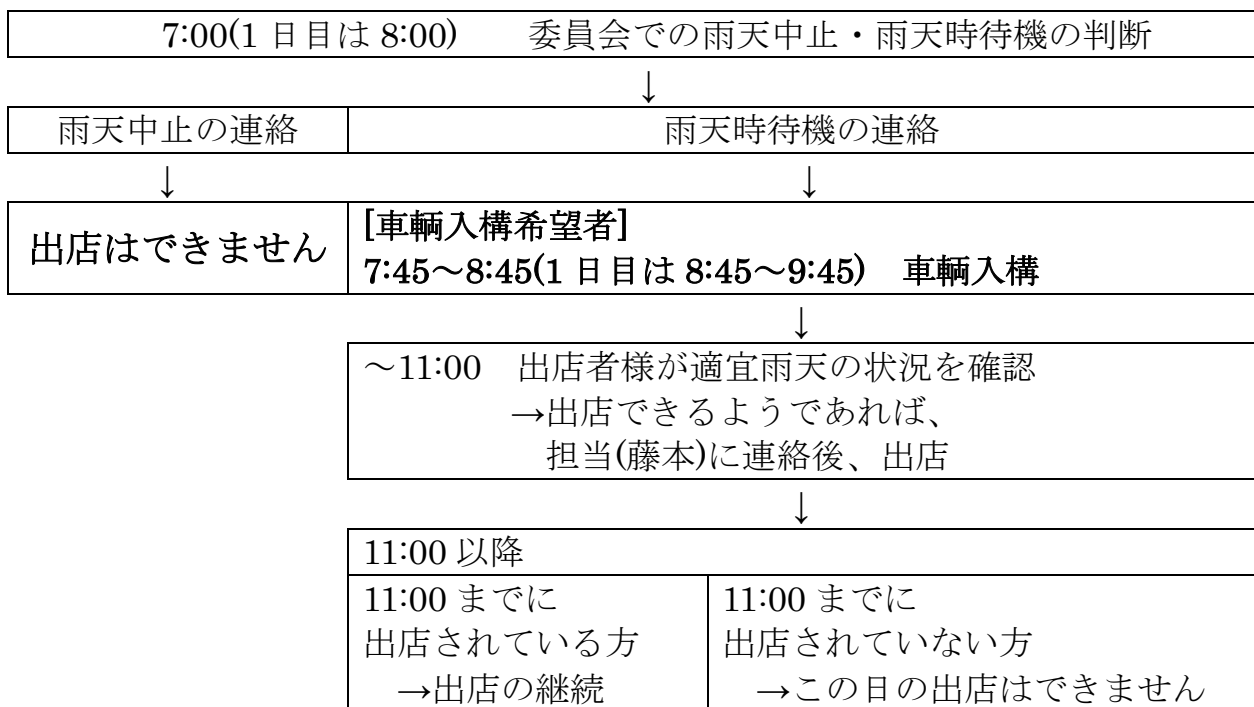 7:00(1 日目は 8:00)　　委員会での雨天中止・雨天時待機の判断
↓
雨天中止の連絡
雨天時待機の連絡
↓
↓
出店はできません
[車輌入構希望者]
7:45～8:45(1 日目は 8:45～9:45)　車輌入構
↓
～11:00　出店者様が適宜雨天の状況を確認
→出店できるようであれば、
担当(藤本)に連絡後、出店
↓
11:00 以降
11:00 までに
出店されている方
→出店の継続
11:00 までに
出店されていない方
→この日の出店はできません